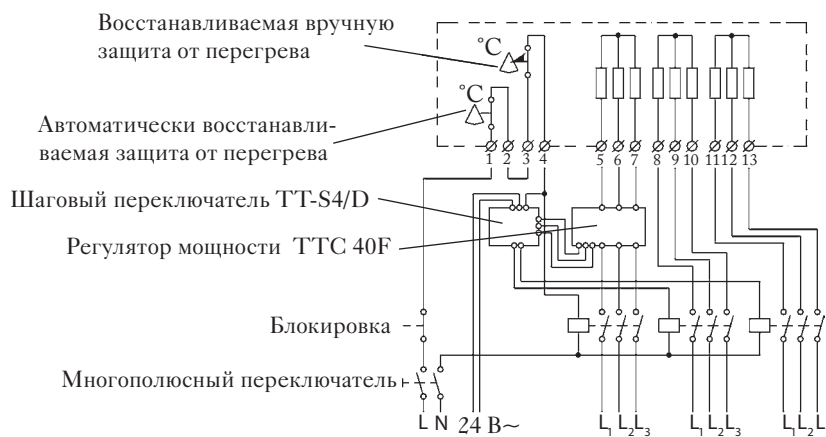 Восстанавливаемая вручную
защита от перегрева
°C
°C
Автоматически восстанавли-
ваемая защита от перегрева
1 2 3 4 5 6 7 8 9 10 11 12 13
Шаговый переключатель TT-S4/D
Регулятор мощности TTC 40F
Блокировка
Многополюсный переключатель
L N 24 В~ L1 L2 L3 L1 L2 L3 L1 L2 L